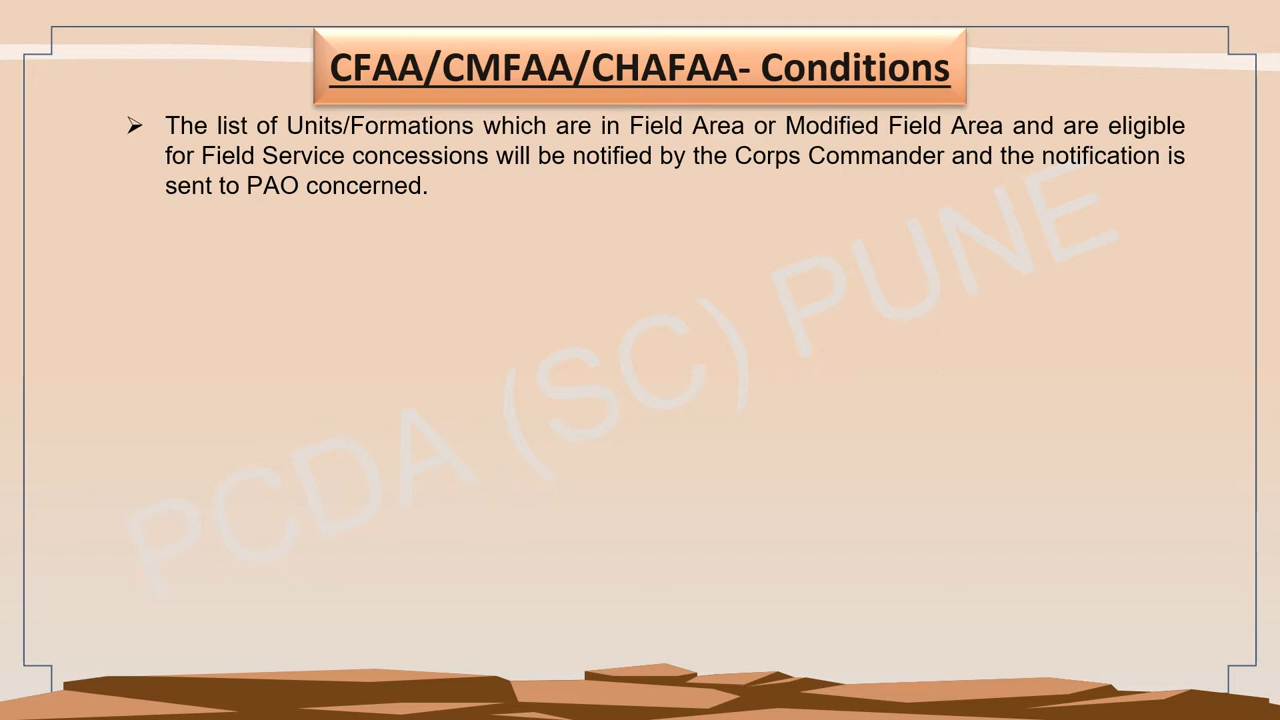 CFAA/CMFAA/CHAFAA- Conditions
➢ The list of Units/Formations which are in Field Area or Modified Field Area and are eligible
for Field Service concessions will be notified by the Corps Commander and the notification is
sent to PAO concerned.
PCDA (SC) PUNE